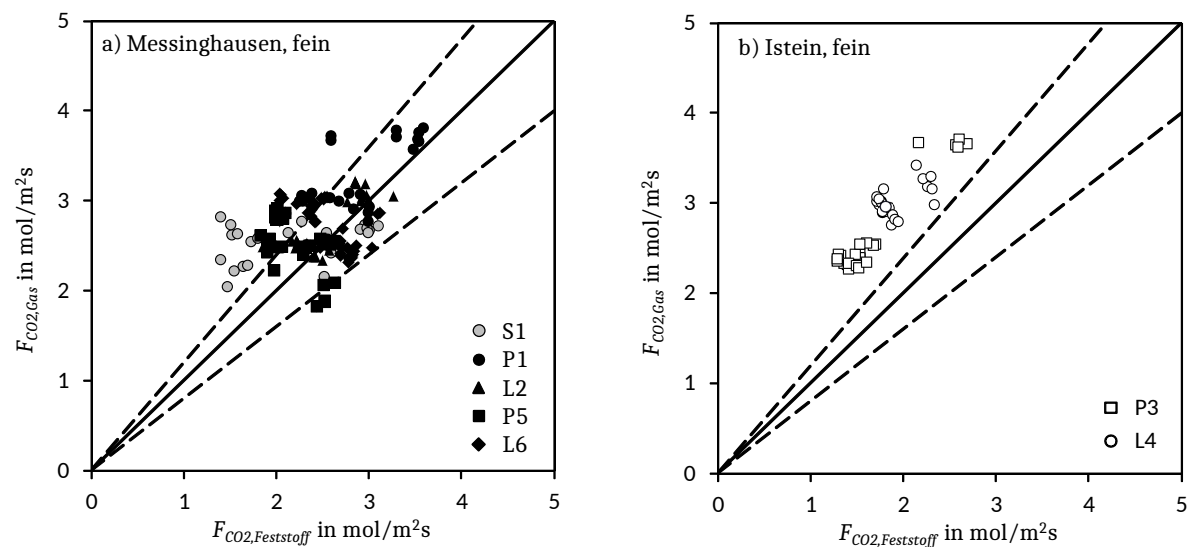 a) Messinghausen, fein
F_CO2,Gas in mol/m²s
5
4
3
2
1
0
S1
P1
L2
P5
L6
0 1 2 3 4 5
F_CO2,Feststoff in mol/m²s
b) Istein, fein
F_CO2,Gas in mol/m²s
5
4
3
2
1
0
P3
L4
0 1 2 3 4 5
F_CO2,Feststoff in mol/m²s